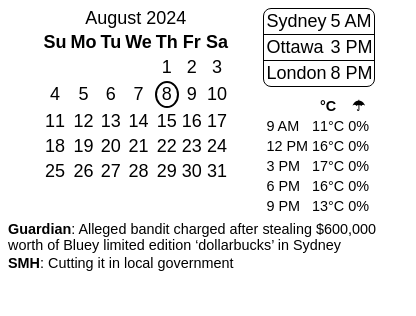 August 2024
Su Mo Tu We Th Fr Sa
1 2 3
4 5 6 7 8 9 10
11 12 13 14 15 16 17
18 19 20 21 22 23 24
25 26 27 28 29 30 31
Sydney 5 AM
Ottawa 3 PM
London 8 PM
°C ☂
9 AM 11°C 0%
12 PM 16°C 0%
3 PM 17°C 0%
6 PM 16°C 0%
9 PM 13°C 0%
Guardian: Alleged bandit charged after stealing $600,000
worth of Bluey limited edition ‘dollarbucks’ in Sydney
SMH: Cutting it in local government